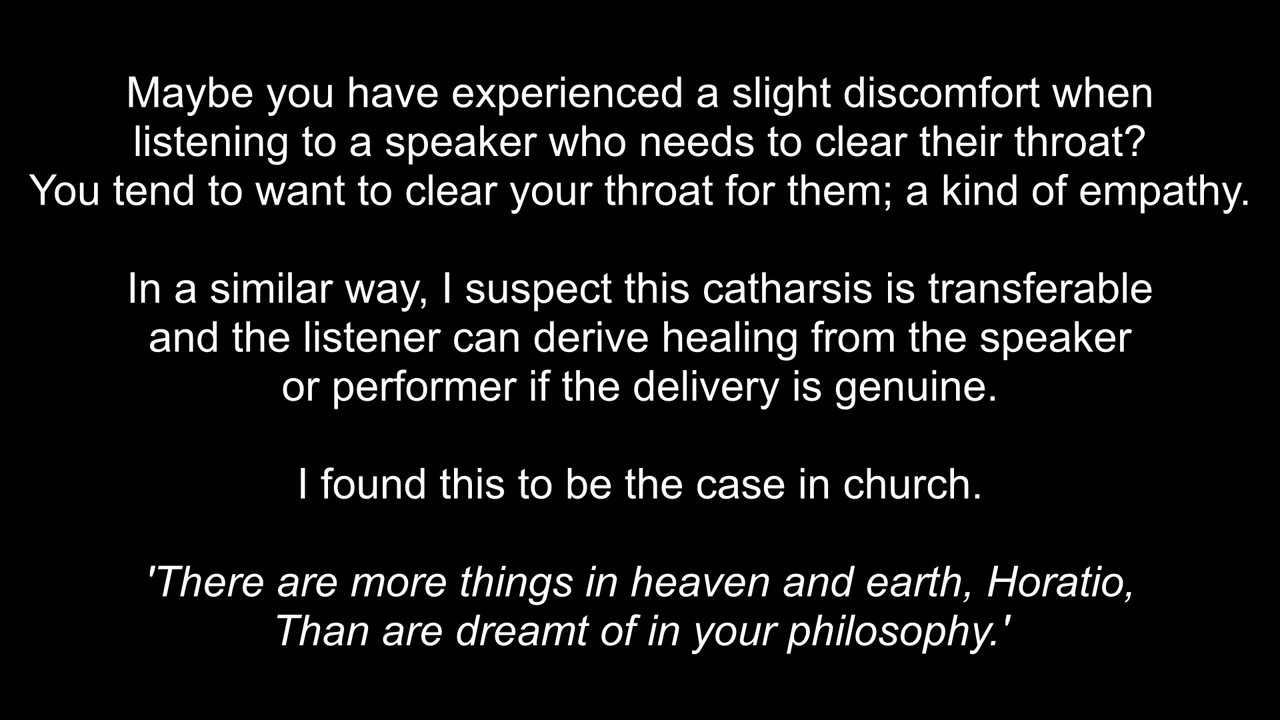 Maybe you have experienced a slight discomfort when
listening to a speaker who needs to clear their throat?
You tend to want to clear your throat for them; a kind of empathy.
In a similar way, I suspect this catharsis is transferable
and the listener can derive healing from the speaker
or performer if the delivery is genuine.
I found this to be the case in church.
'There are more things in heaven and earth, Horatio,
Than are dreamt of in your philosophy.'